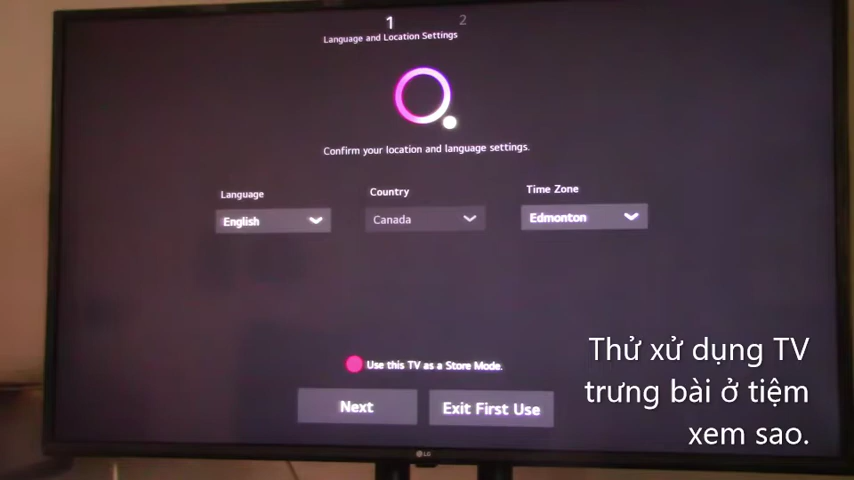 1 2
Language and Location Settings
Confirm your location and language settings.
Language Country Time Zone
English Canada Edmonton
Use this TV as a Store Mode.
Next Exit First Use
Thử xử dụng TV
trưng bài ở tiệm
xem sao.
LG